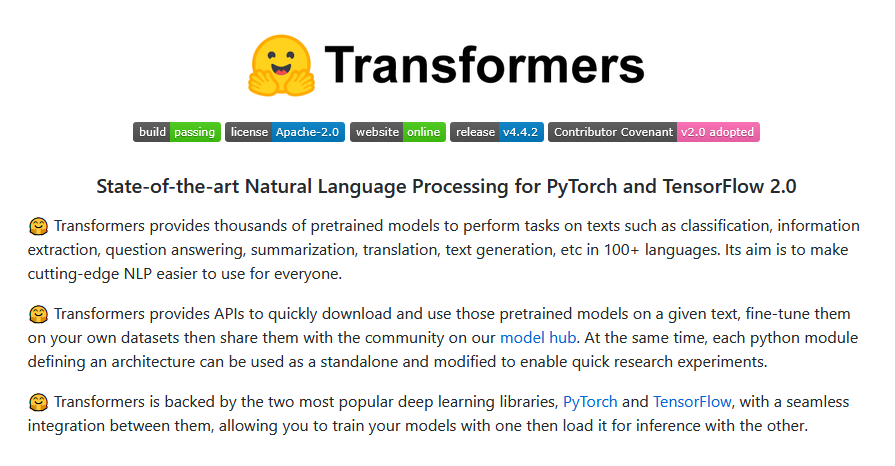 🤗 Transformers
build passing license Apache-2.0 website online release v4.4.2 Contributor Covenant v2.0 adopted
State-of-the-art Natural Language Processing for PyTorch and TensorFlow 2.0
🤗 Transformers provides thousands of pretrained models to perform tasks on texts such as classification, information
extraction, question answering, summarization, translation, text generation, etc in 100+ languages. Its aim is to make
cutting-edge NLP easier to use for everyone.
🤗 Transformers provides APIs to quickly download and use those pretrained models on a given text, fine-tune them
on your own datasets then share them with the community on our model hub. At the same time, each python module
defining an architecture can be used as a standalone and modified to enable quick research experiments.
🤗 Transformers is backed by the two most popular deep learning libraries, PyTorch and TensorFlow, with a seamless
integration between them, allowing you to train your models with one then load it for inference with the other.